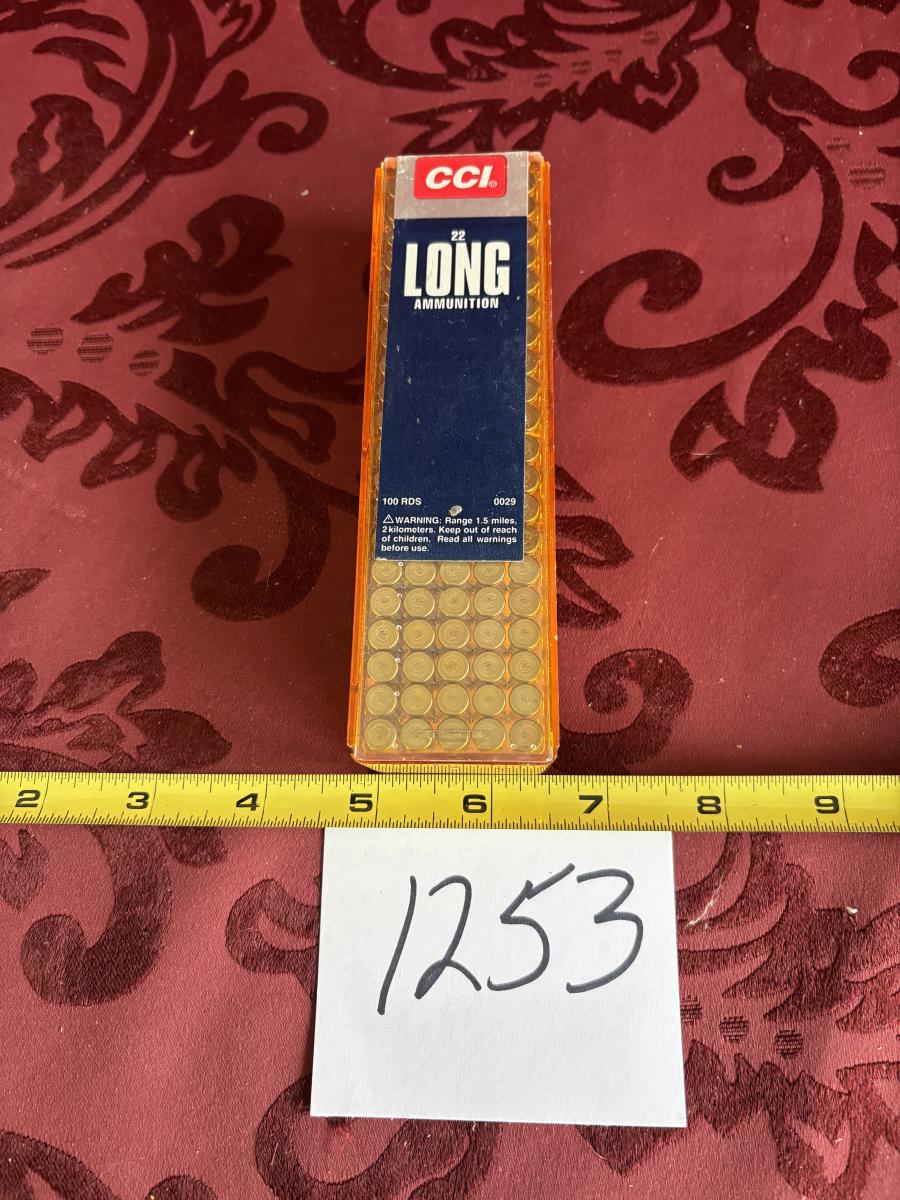 CCI®
22
LONG
AMMUNITION
100 RDS 0029
⚠WARNING: Range 1.5 miles,
2 kilometers. Keep out of reach
of children. Read all warnings
before use.
2 3 4 5 6 7 8 9
1253